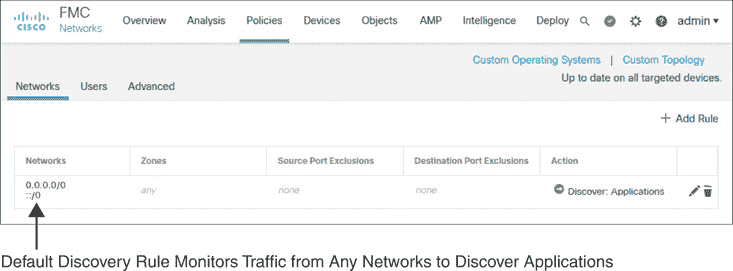 CISCO
FMC
Networks
Overview
Analysis
Policies
Devices
Objects
AMP
Intelligence
Deploy
admin
Custom Operating Systems | Custom Topology
Up to date on all targeted devices.
Networks
Users
Advanced
+ Add Rule
Networks
Zones
Source Port Exclusions
Destination Port Exclusions
Action
0.0.0.0/0
::/0
any
none
none
Discover: Applications
Default Discovery Rule Monitors Traffic from Any Networks to Discover Applications